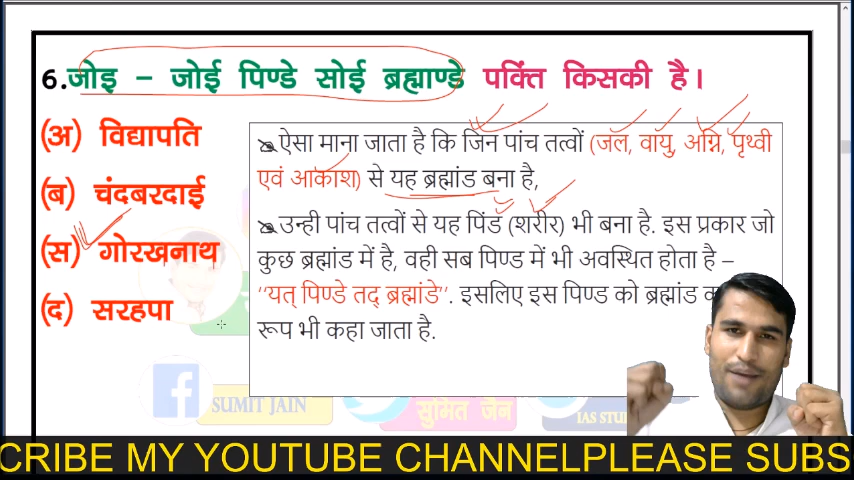 6.जोइ – जोई पिण्डे सोई ब्रह्माण्डे पक्तिं किसकी है।
(अ) विद्यापति
(ब) चंदबरदाई
(स) गोरखनाथ
(द) सरहपा
ऐसा माना जाता है कि जिन पांच तत्वों (जल, वायु, अग्नि, पृथ्वी
एवं आकाश) से यह ब्रह्मांड बना है,
उन्ही पांच तत्वों से यह पिंड (शरीर) भी बना है. इस प्रकार जो
कुछ ब्रह्मांड में है, वही सब पिण्ड में भी अवस्थित होता है –
"यत् पिण्डे तद् ब्रह्मांडे". इसलिए इस पिण्ड को ब्रह्मांड
रूप भी कहा जाता है.
SUMIT JAIN
सुमित जैन
IAS
CRIBE MY YOUTUBE CHANNELPLEASE SUBS